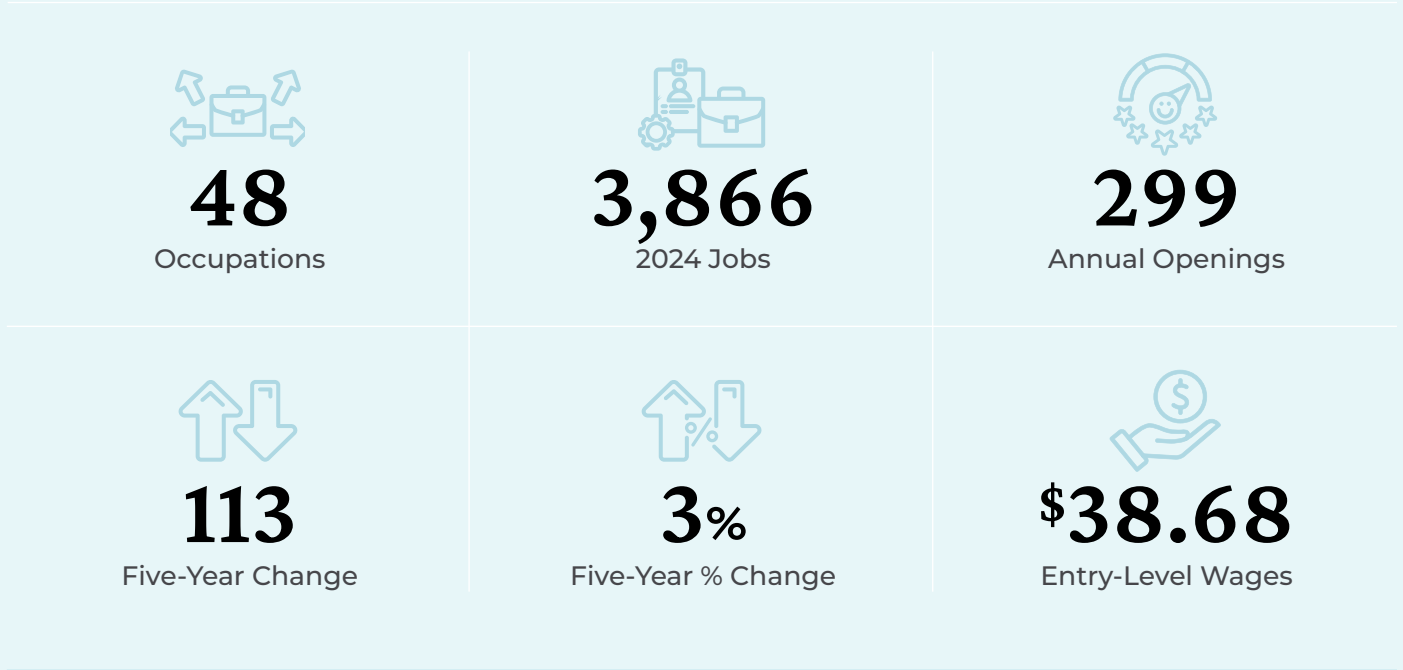 48
Occupations
3,866
2024 Jobs
299
Annual Openings
113
Five-Year Change
3%
Five-Year % Change
$38.68
Entry-Level Wages